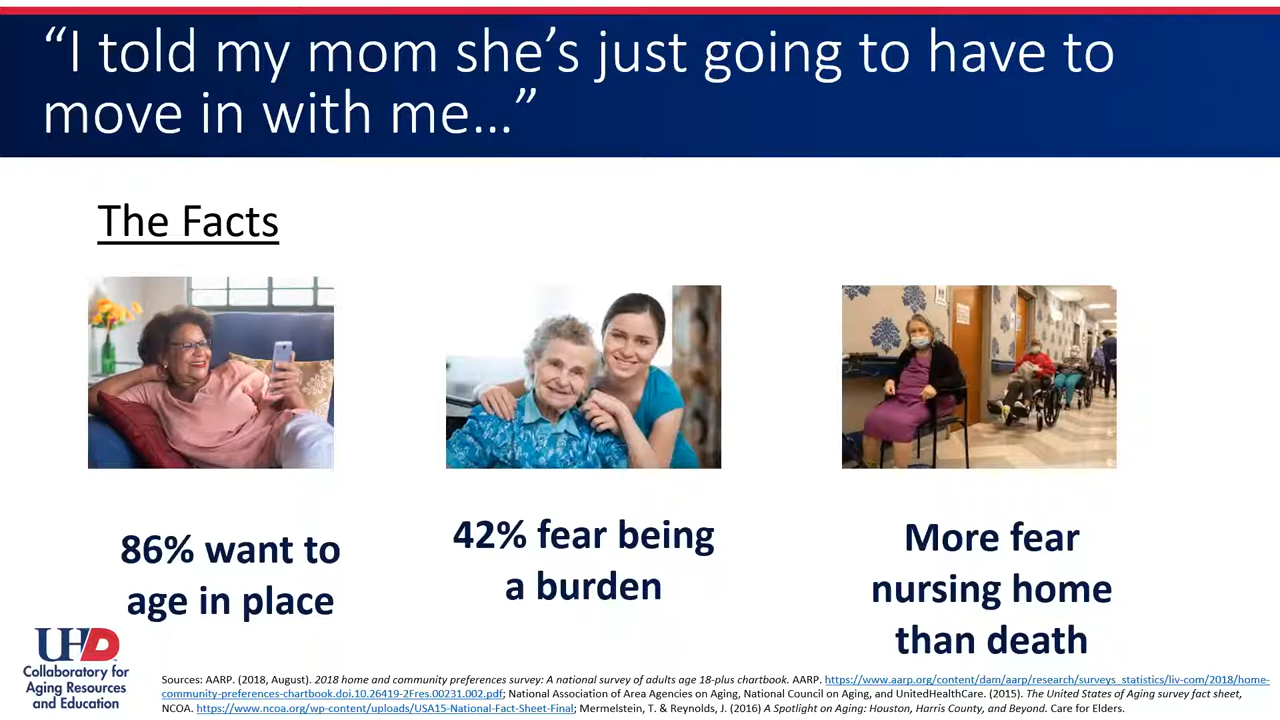 “I told my mom she’s just going to have to
move in with me…”
The Facts
86% want to
age in place
42% fear being
a burden
More fear
nursing home
than death
UHD
Collaboratory for
Aging Resources
and Education
Sources: AARP. (2018, August). 2018 home and community preferences survey: A national survey of adults age 18-plus chartbook. AARP. https://www.aarp.org/content/dam/aarp/research/surveys_statistics/liv-com/2018/home-
community-preferences-chartbook.doi.10.26419-2Fres.00231.002.pdf; National Association of Area Agencies on Aging, National Council on Aging, and UnitedHealthCare. (2015). The United States of Aging survey fact sheet,
NCOA. https://www.ncoa.org/wp-content/uploads/USA15-National-Fact-Sheet-Final; Mermelstein, T. & Reynolds, J. (2016) A Spotlight on Aging: Houston, Harris County, and Beyond. Care for Elders.